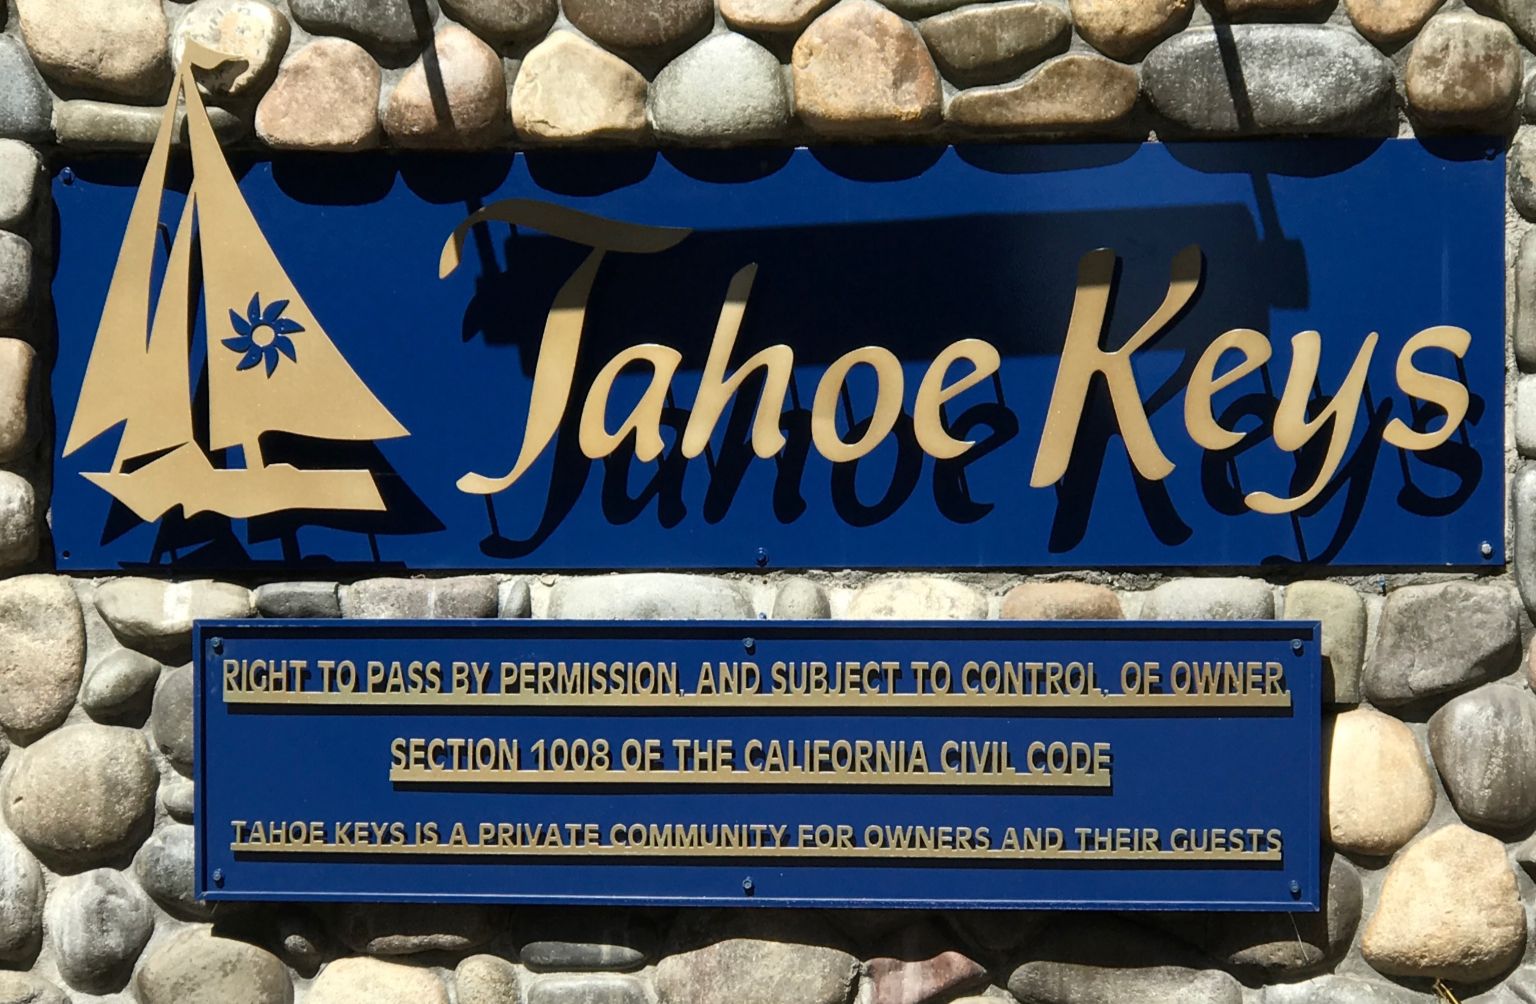 Tahoe Keys
RIGHT TO PASS BY PERMISSION, AND SUBJECT TO CONTROL, OF OWNER,
SECTION 1008 OF THE CALIFORNIA CIVIL CODE
TAHOE KEYS IS A PRIVATE COMMUNITY FOR OWNERS AND THEIR GUESTS